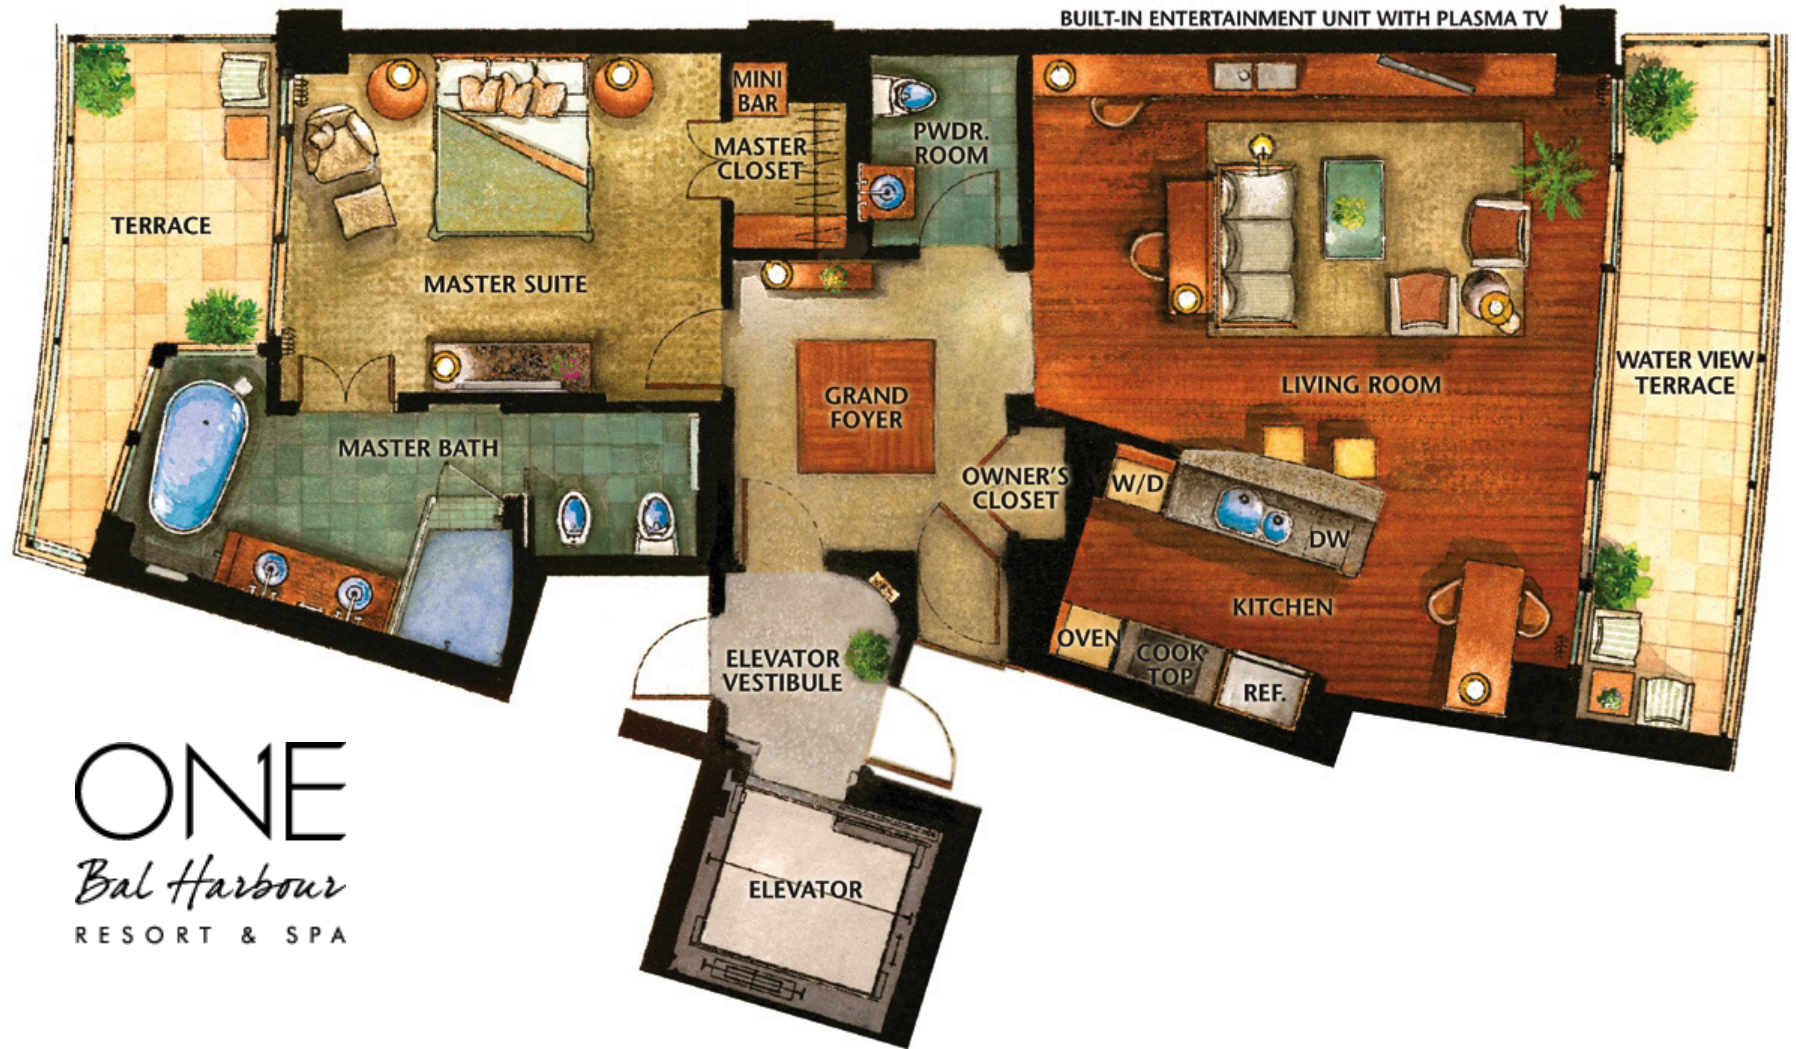 BUILT-IN ENTERTAINMENT UNIT WITH PLASMA TV
MINI
BAR
MASTER
CLOSET
PWDR.
ROOM
TERRACE
MASTER SUITE
WATER VIEW
TERRACE
LIVING ROOM
GRAND
FOYER
MASTER BATH
OWNER'S
CLOSET
W/D
DW
KITCHEN
OVEN
COOK
TOP
REF.
ELEVATOR
VESTIBULE
ELEVATOR
ONE
Bal Harbour
RESORT & SPA